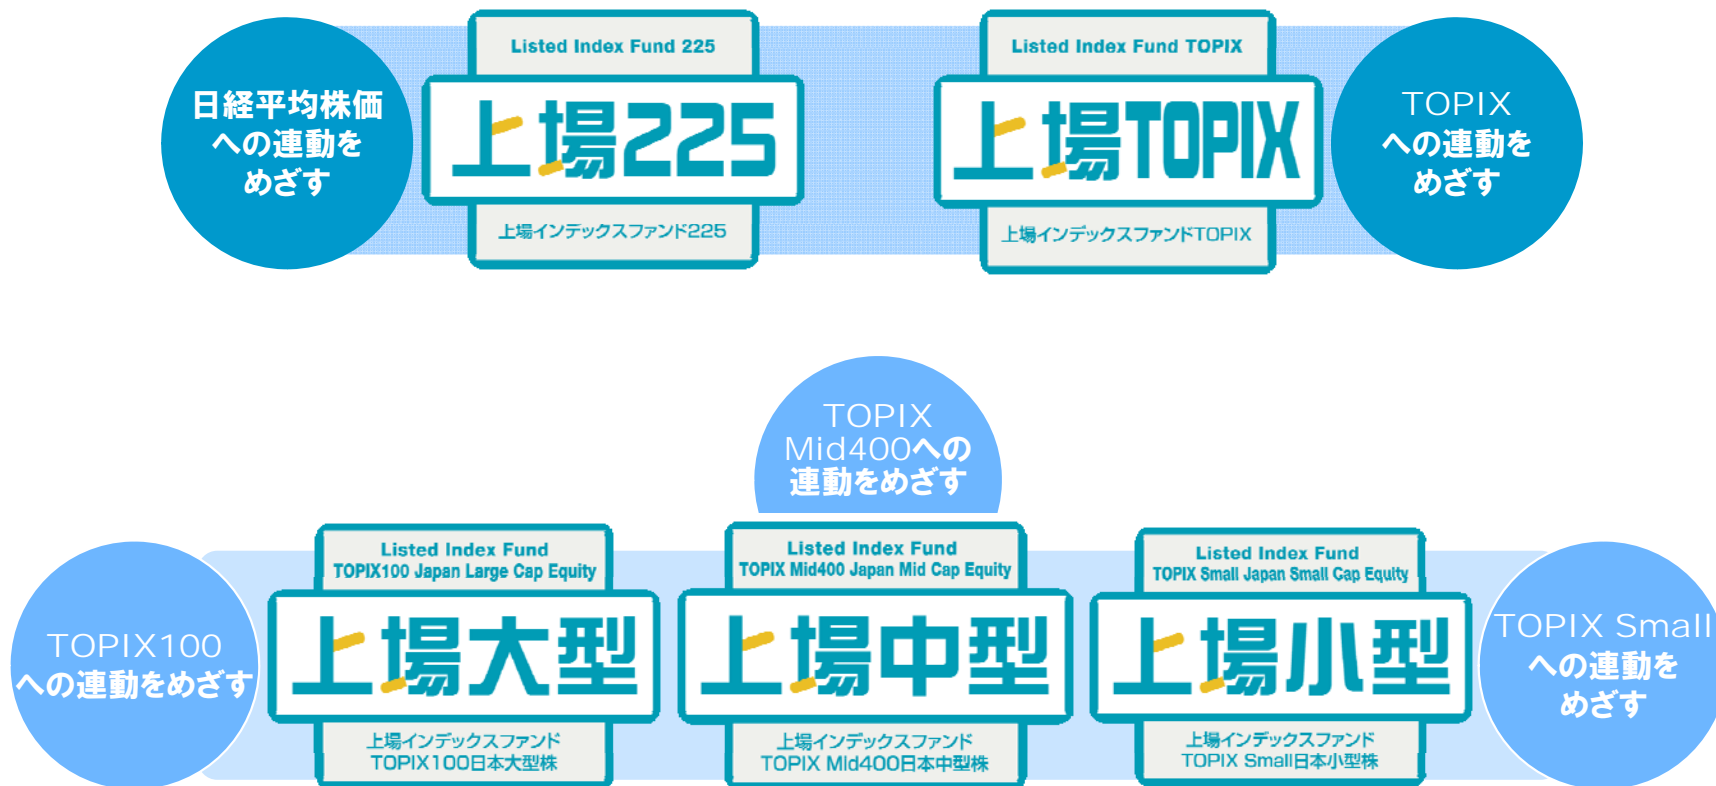 日経平均株価
への連動を
めざす
Listed Index Fund 225
上場225
上場インデックスファンド225
Listed Index Fund TOPIX
上場TOPIX
上場インデックスファンドTOPIX
TOPIX
への連動を
めざす
TOPIX
Mid400への
連動をめざす
TOPIX100
への連動をめざす
Listed Index Fund
TOPIX100 Japan Large Cap Equity
上場大型
上場インデックスファンド
TOPIX100日本大型株
Listed Index Fund
TOPIX Mid400 Japan Mid Cap Equity
上場中型
上場インデックスファンド
TOPIX Mid400日本中型株
Listed Index Fund
TOPIX Small Japan Small Cap Equity
上場小型
上場インデックスファンド
TOPIX Small日本小型株
TOPIX Small
への連動を
めざす